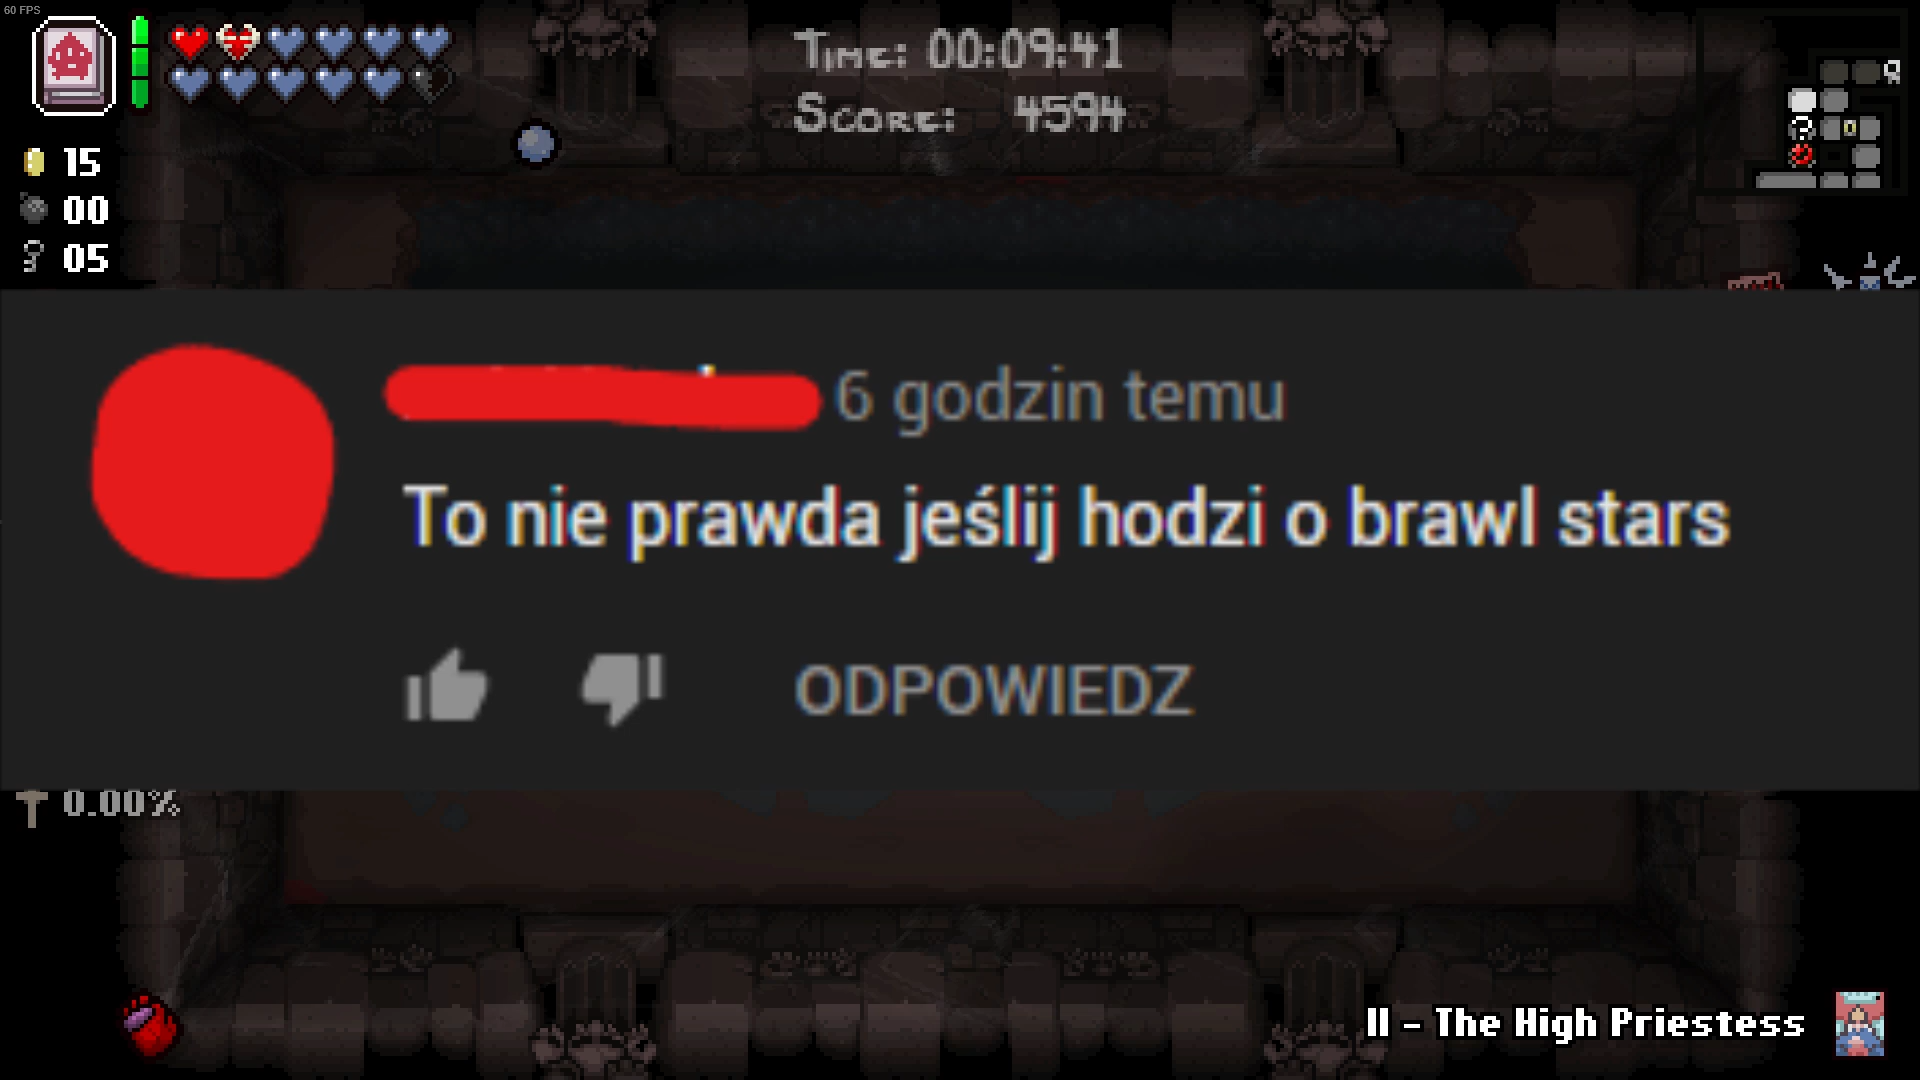 60 FPS
TIME: 00:09:41
SCORE: 4594
15
00
05
6 godzin temu
To nie prawda jeślij hodzi o brawl stars
ODPOWIEDZ
0.00%
II - The High Priestess